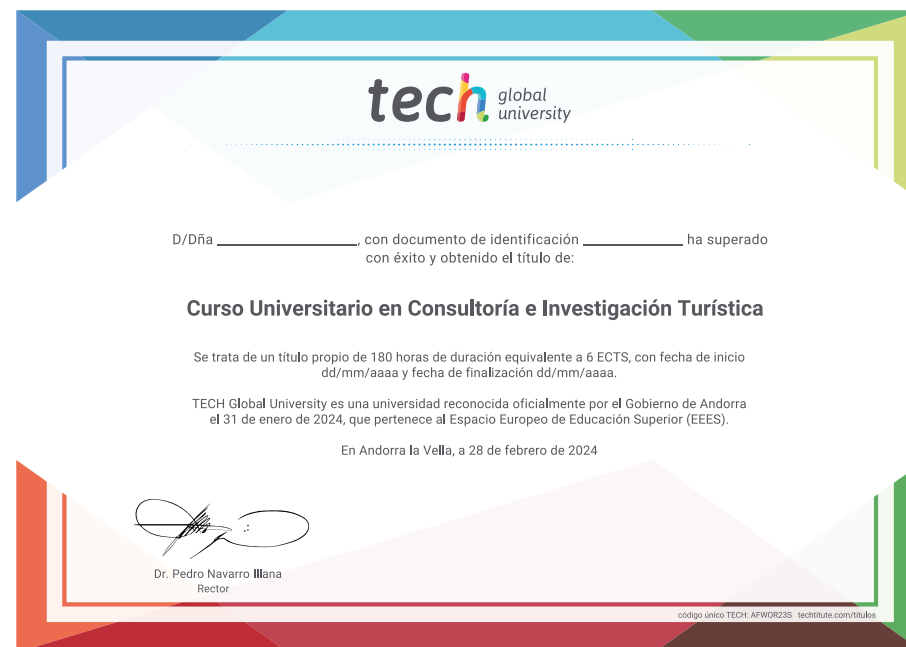 tech global university
D/Dña ____________, con documento de identificación ____________ ha superado
con éxito y obtenido el título de:
Curso Universitario en Consultoría e Investigación Turística
Se trata de un título propio de 180 horas de duración equivalente a 6 ECTS, con fecha de inicio
dd/mm/aaaa y fecha de finalización dd/mm/aaaa.
TECH Global University es una universidad reconocida oficialmente por el Gobierno de Andorra
el 31 de enero de 2024, que pertenece al Espacio Europeo de Educación Superior (EEES).
En Andorra la Vella, a 28 de febrero de 2024
Dr. Pedro Navarro Illana
Rector
código único TECH: AFWOR23S techtitute.com/titulos